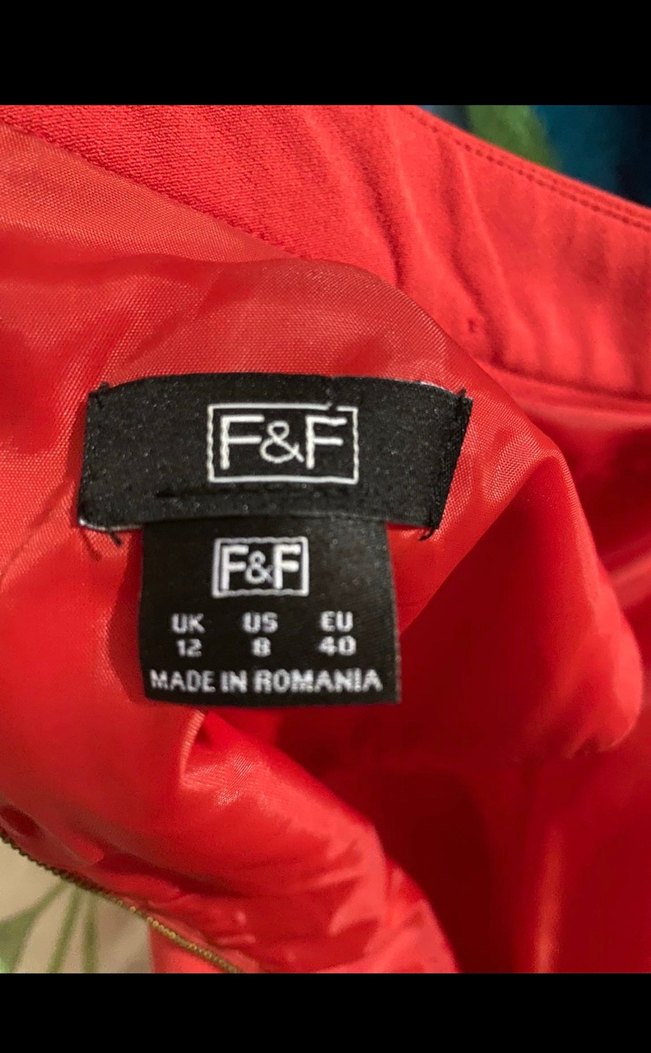 F&F
F&F
UK US EU
12 8 40
MADE IN ROMANIA